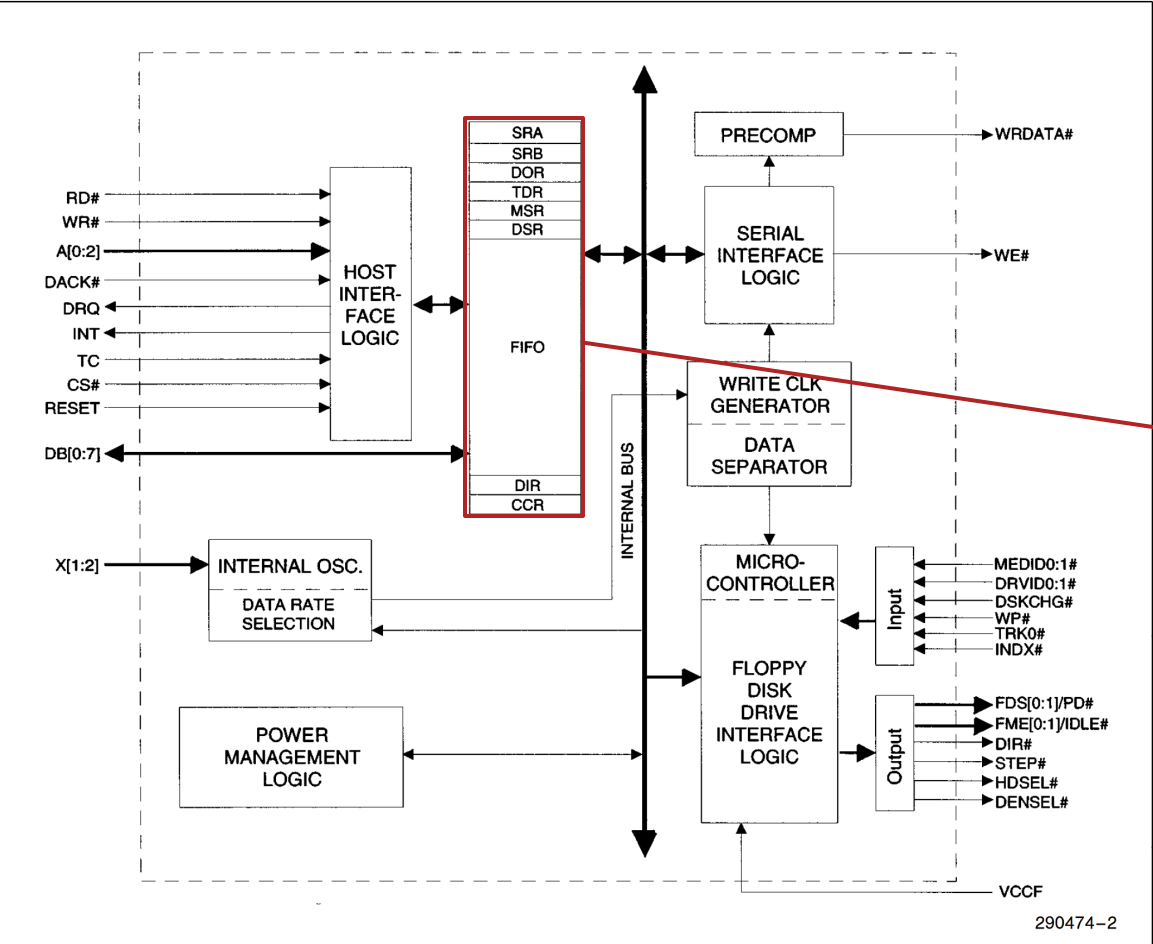 RD#
WR#
A[0:2]
DACK#
DRQ
INT
TC
CS#
RESET
DB[0:7]
X[1:2]
HOST
INTER-
FACE
LOGIC
SRA
SRB
DOR
TDR
MSR
DSR
FIFO
DIR
CCR
INTERNAL OSC.
DATA RATE
SELECTION
POWER
MANAGEMENT
LOGIC
INTERNAL BUS
PRECOMP
SERIAL
INTERFACE
LOGIC
WRITE CLK
GENERATOR
DATA
SEPARATOR
MICRO-
CONTROLLER
FLOPPY
DISK
DRIVE
INTERFACE
LOGIC
Input
Output
WRDATA#
WE#
MEDID0:1#
DRVID0:1#
DSKCHG#
WP#
TRK0#
INDX#
FDS[0:1]/PD#
FME[0:1]/IDLE#
DIR#
STEP#
HDSEL#
DENSEL#
VCCF
290474–2